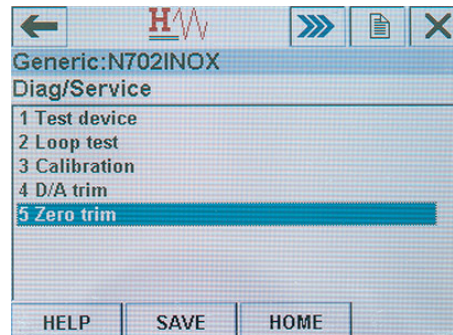 H
Generic:N702INOX
Diag/Service
1 Test device
2 Loop test
3 Calibration
4 D/A trim
5 Zero trim
HELP SAVE HOME